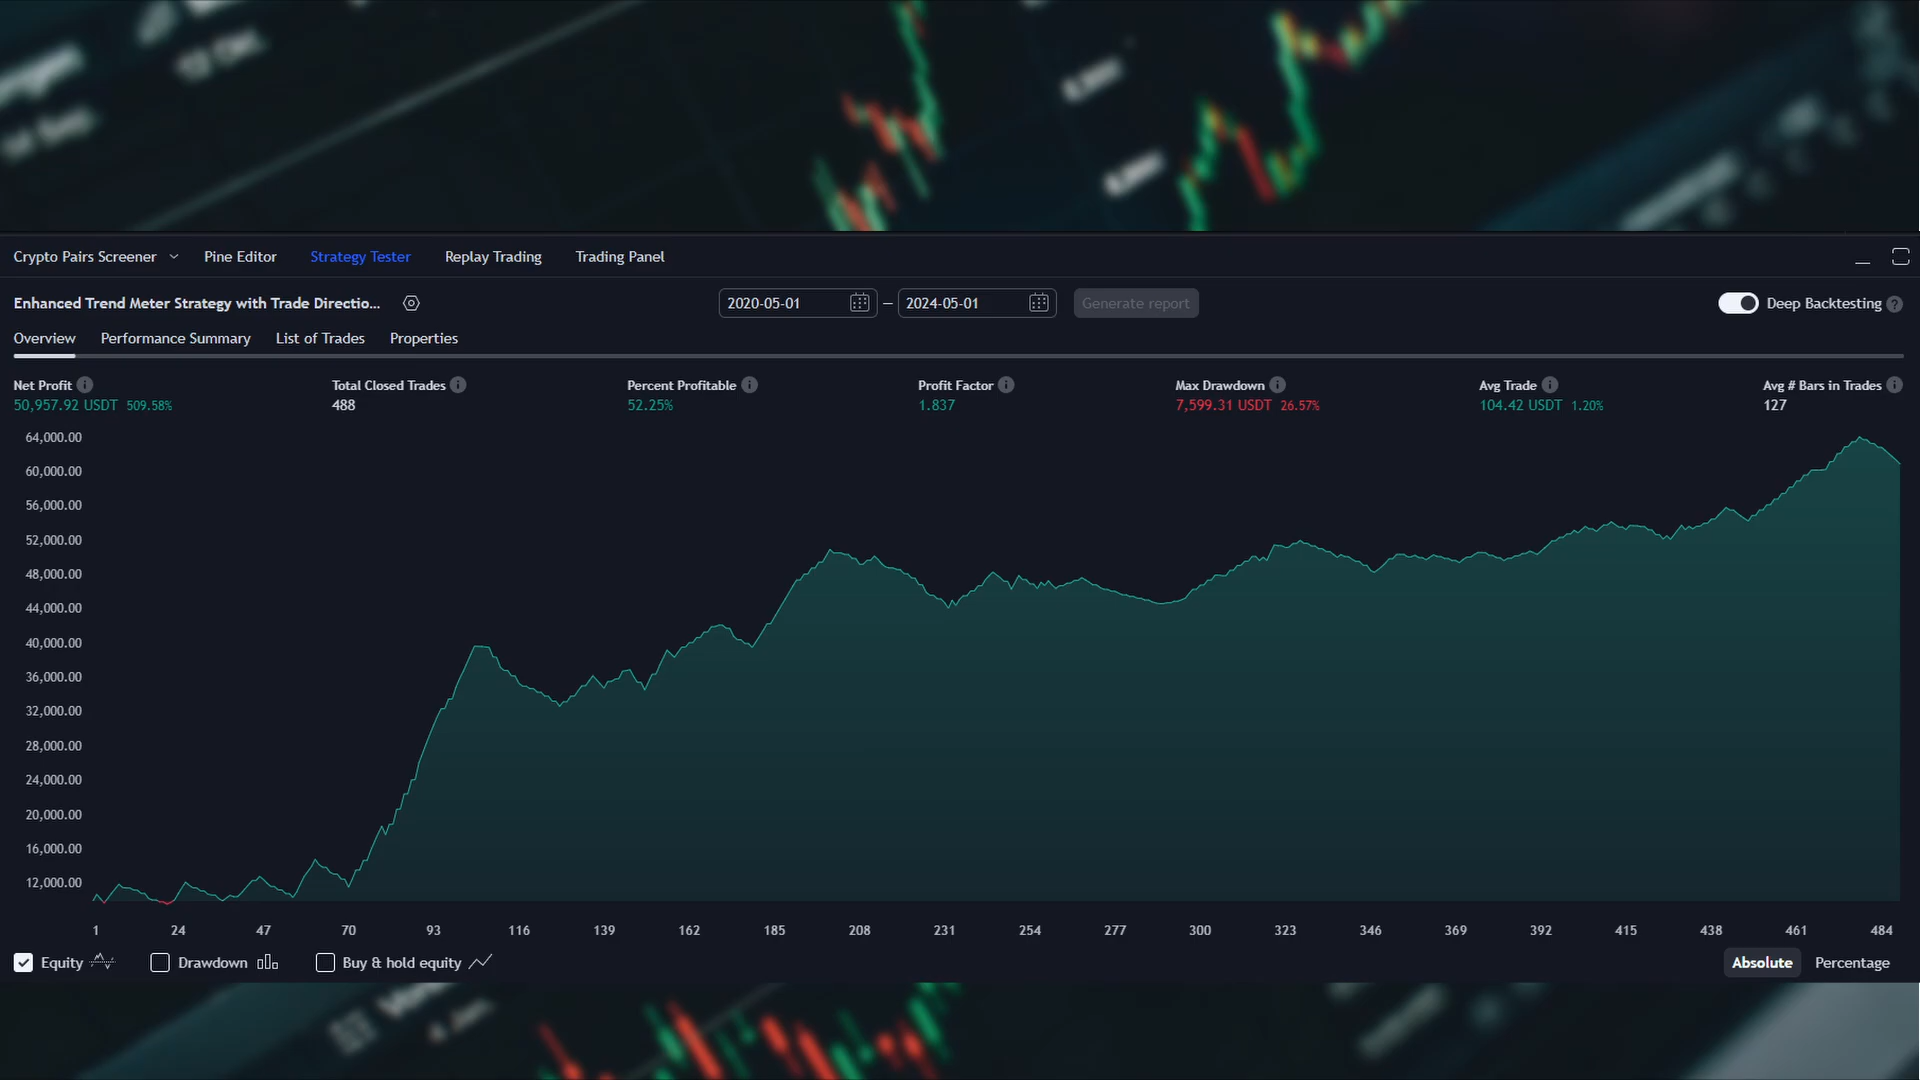 12 Okt.
Crypto Pairs Screener Pine Editor Strategy Tester Replay Trading Trading Panel
Enhanced Trend Meter Strategy with Trade Directio... 2020-05-01 — 2024-05-01 Generate report Deep Backtesting
Overview Performance Summary List of Trades Properties
Net Profit Total Closed Trades Percent Profitable Profit Factor Max Drawdown Avg Trade Avg # Bars in Trades
50,957.92 USDT 509.58% 488 52.25% 1.837 7,599.31 USDT 26.57% 104.42 USDT 1.20% 127
64,000.00
60,000.00
56,000.00
52,000.00
48,000.00
44,000.00
40,000.00
36,000.00
32,000.00
28,000.00
24,000.00
20,000.00
16,000.00
12,000.00
1 24 47 70 93 116 139 162 185 208 231 254 277 300 323 346 369 392 415 438 461 484
Equity Drawdown Buy & hold equity Absolute Percentage